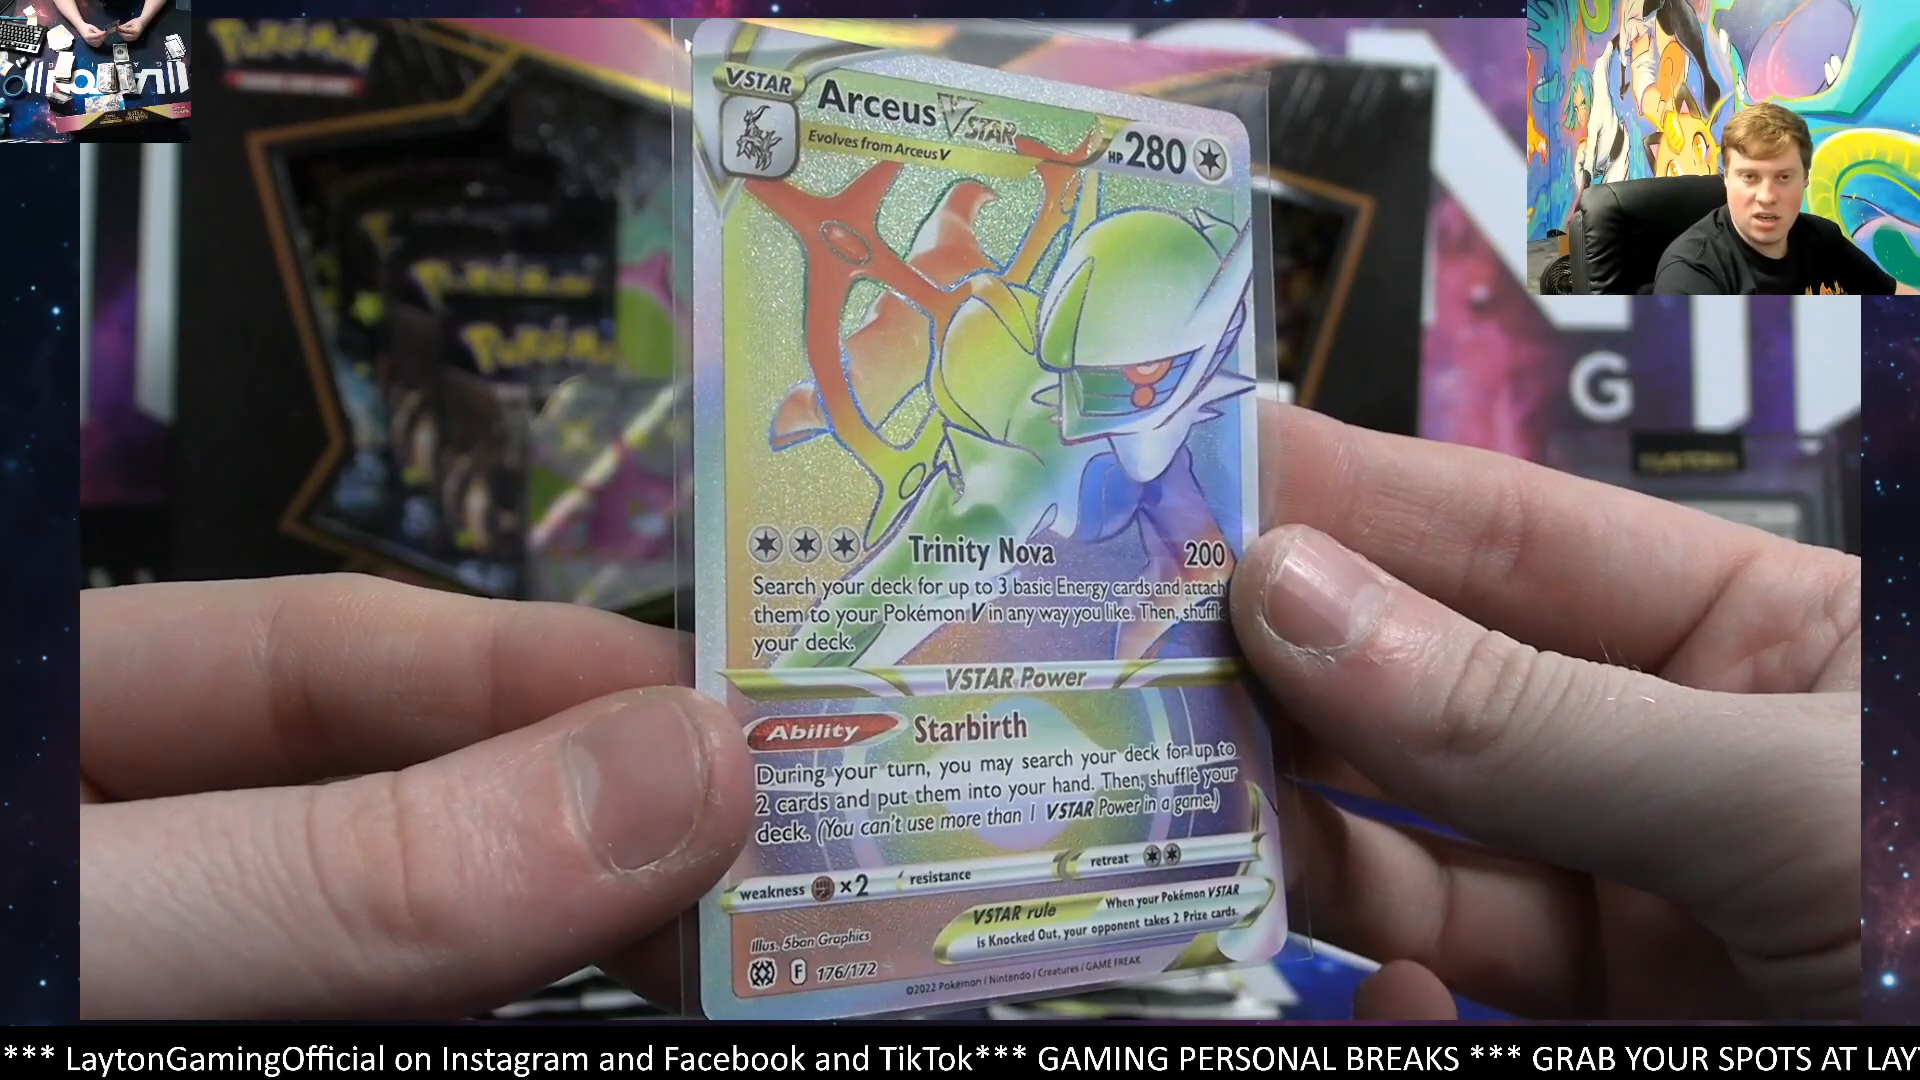 POKÉMON
VSTAR
Arceus VSTAR
Evolves from Arceus V
HP 280
POKÉMON
POKÉMON
G
Trinity Nova 200
Search your deck for up to 3 basic Energy cards and attach
them to your Pokémon V in any way you like. Then, shuffle
your deck.
VSTAR Power
Ability Starbirth
During your turn, you may search your deck for up to
2 cards and put them into your hand. Then, shuffle your
deck. (You can't use more than 1 VSTAR Power in a game.)
weakness ×2 resistance retreat
VSTAR rule When your Pokémon VSTAR
is Knocked Out, your opponent takes 2 Prize cards.
Illus. 5ban Graphics
F 176/172
©2022 Pokémon / Nintendo / Creatures / GAME FREAK
*** LaytonGamingOfficial on Instagram and Facebook and TikTok*** GAMING PERSONAL BREAKS *** GRAB YOUR SPOTS AT LAY